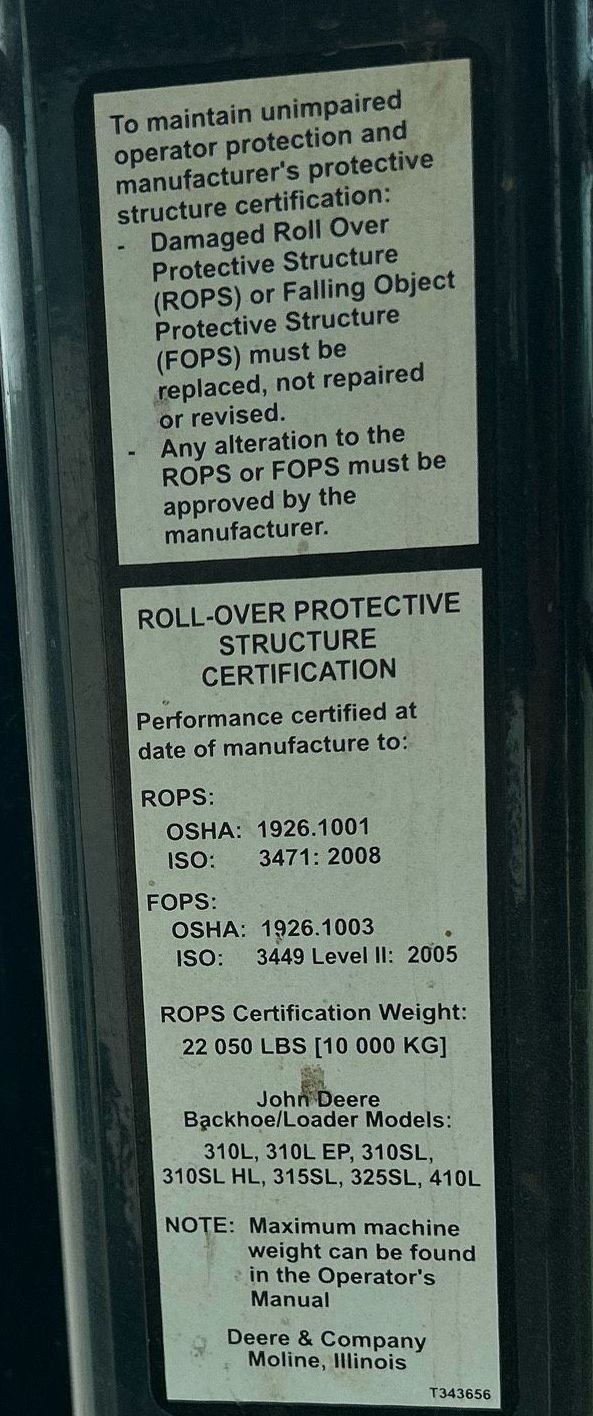 To maintain unimpaired
operator protection and
manufacturer's protective
structure certification:
- Damaged Roll Over
Protective Structure
(ROPS) or Falling Object
Protective Structure
(FOPS) must be
replaced, not repaired
or revised.
- Any alteration to the
ROPS or FOPS must be
approved by the
manufacturer.
ROLL-OVER PROTECTIVE
STRUCTURE
CERTIFICATION
Performance certified at
date of manufacture to:
ROPS:
OSHA: 1926.1001
ISO: 3471: 2008
FOPS:
OSHA: 1926.1003
ISO: 3449 Level II: 2005
ROPS Certification Weight:
22 050 LBS [10 000 KG]
John Deere
Backhoe/Loader Models:
310L, 310L EP, 310SL,
310SL HL, 315SL, 325SL, 410L
NOTE: Maximum machine
weight can be found
in the Operator's
Manual
Deere & Company
Moline, Illinois
T343656